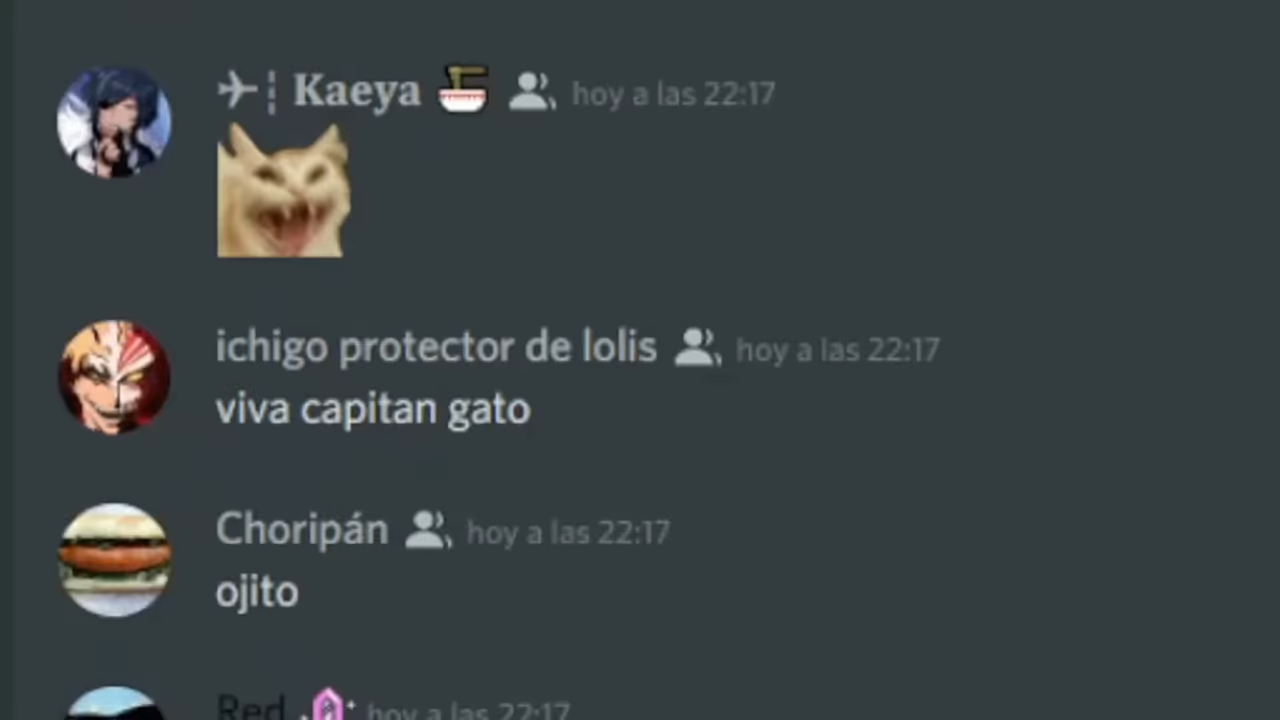 Kaeya hoy a las 22:17
ichigo protector de lolis hoy a las 22:17
viva capitan gato
Choripán hoy a las 22:17
ojito
Red hoy a las 22:17